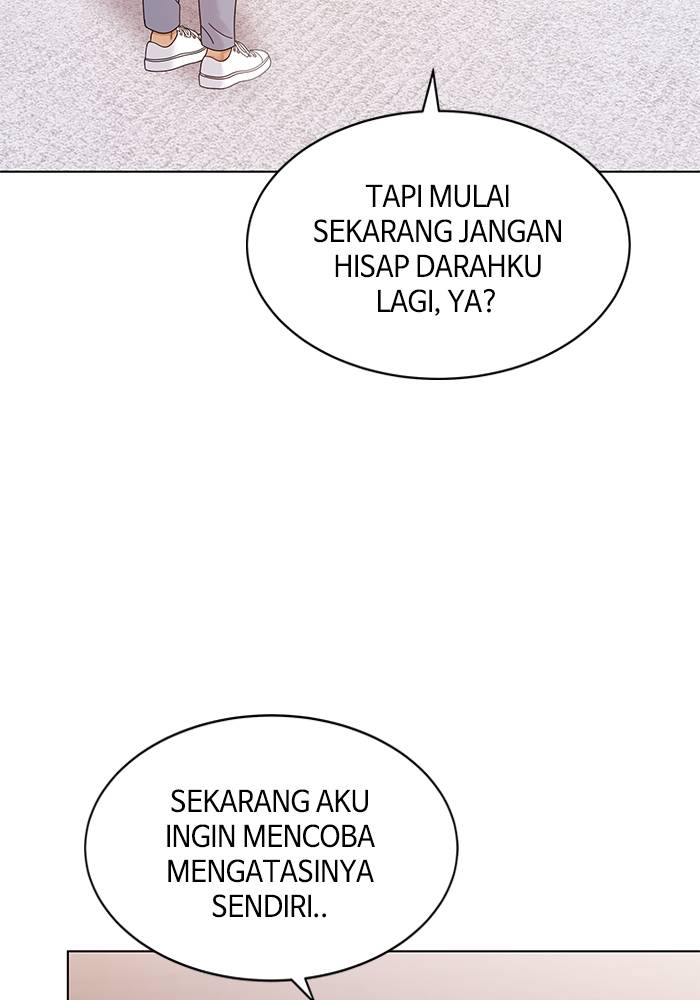 TAPI MULAI
SEKARANG JANGAN
HISAP DARAHKU
LAGI, YA?
SEKARANG AKU
INGIN MENCOBA
MENGATASINYA
SENDIRI..